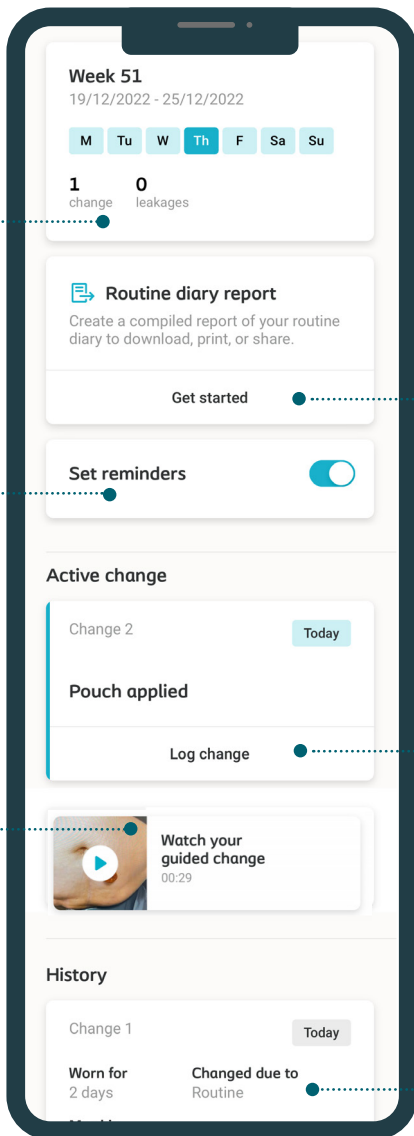 Week 51
19/12/2022 - 25/12/2022
M Tu W Th F Sa Su
1 0
change leakages
Routine diary report
Create a compiled report of your routine
diary to download, print, or share.
Get started
Set reminders
Active change
Change 2 Today
Pouch applied
Log change
Watch your
guided change
00:29
History
Change 1 Today
Worn for Changed due to
2 days Routine